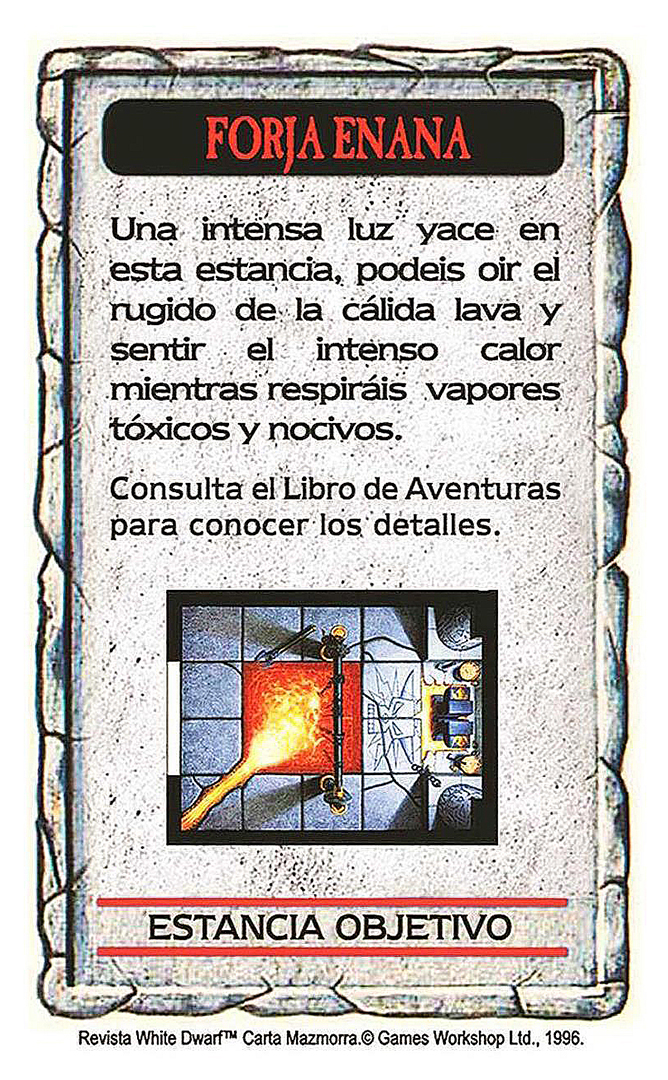 FORJA ENANA
Una intensa luz yace en
esta estancia, podeis oir el
rugido de la cálida lava y
sentir el intenso calor
mientras respiráis vapores
tóxicos y nocivos.
Consulta el Libro de Aventuras
para conocer los detalles.
ESTANCIA OBJETIVO
Revista White Dwarf™ Carta Mazmorra.© Games Workshop Ltd., 1996.